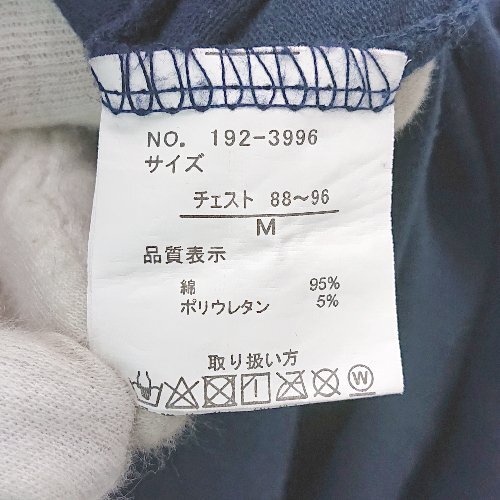 NO. 192-3996
サイズ
チェスト 88～96
M
品質表示
綿 95%
ポリウレタン 5%
取り扱い方
W